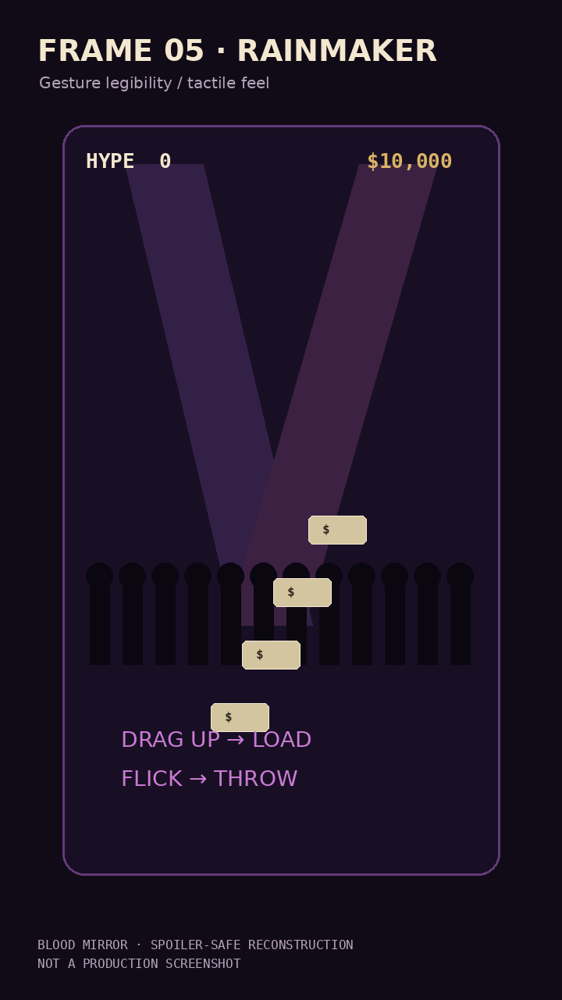 FRAME 05 · RAINMAKER
Gesture legibility / tactile feel
HYPE 0 $10,000
$
$
$
$
DRAG UP → LOAD
FLICK → THROW
BLOOD MIRROR · SPOILER-SAFE RECONSTRUCTION
NOT A PRODUCTION SCREENSHOT